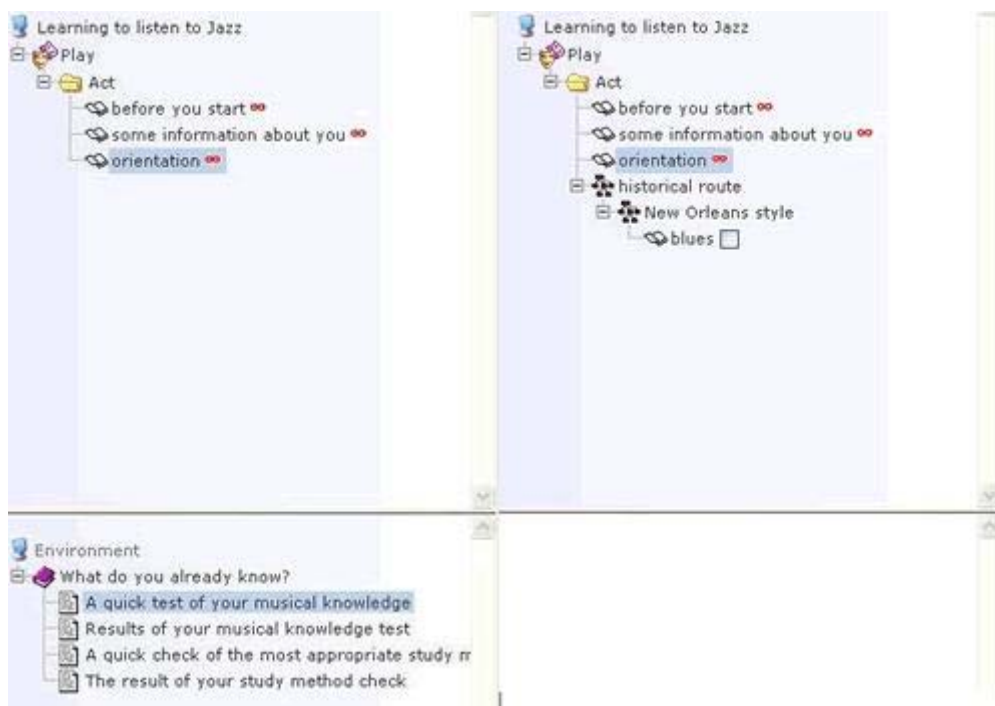 Learning to listen to Jazz
Play
Act
before you start
some information about you
orientation
Environment
What do you already know?
A quick test of your musical knowledge
Results of your musical knowledge test
A quick check of the most appropriate study
The result of your study method check
Learning to listen to Jazz
Play
Act
before you start
some information about you
orientation
historical route
New Orleans style
blues